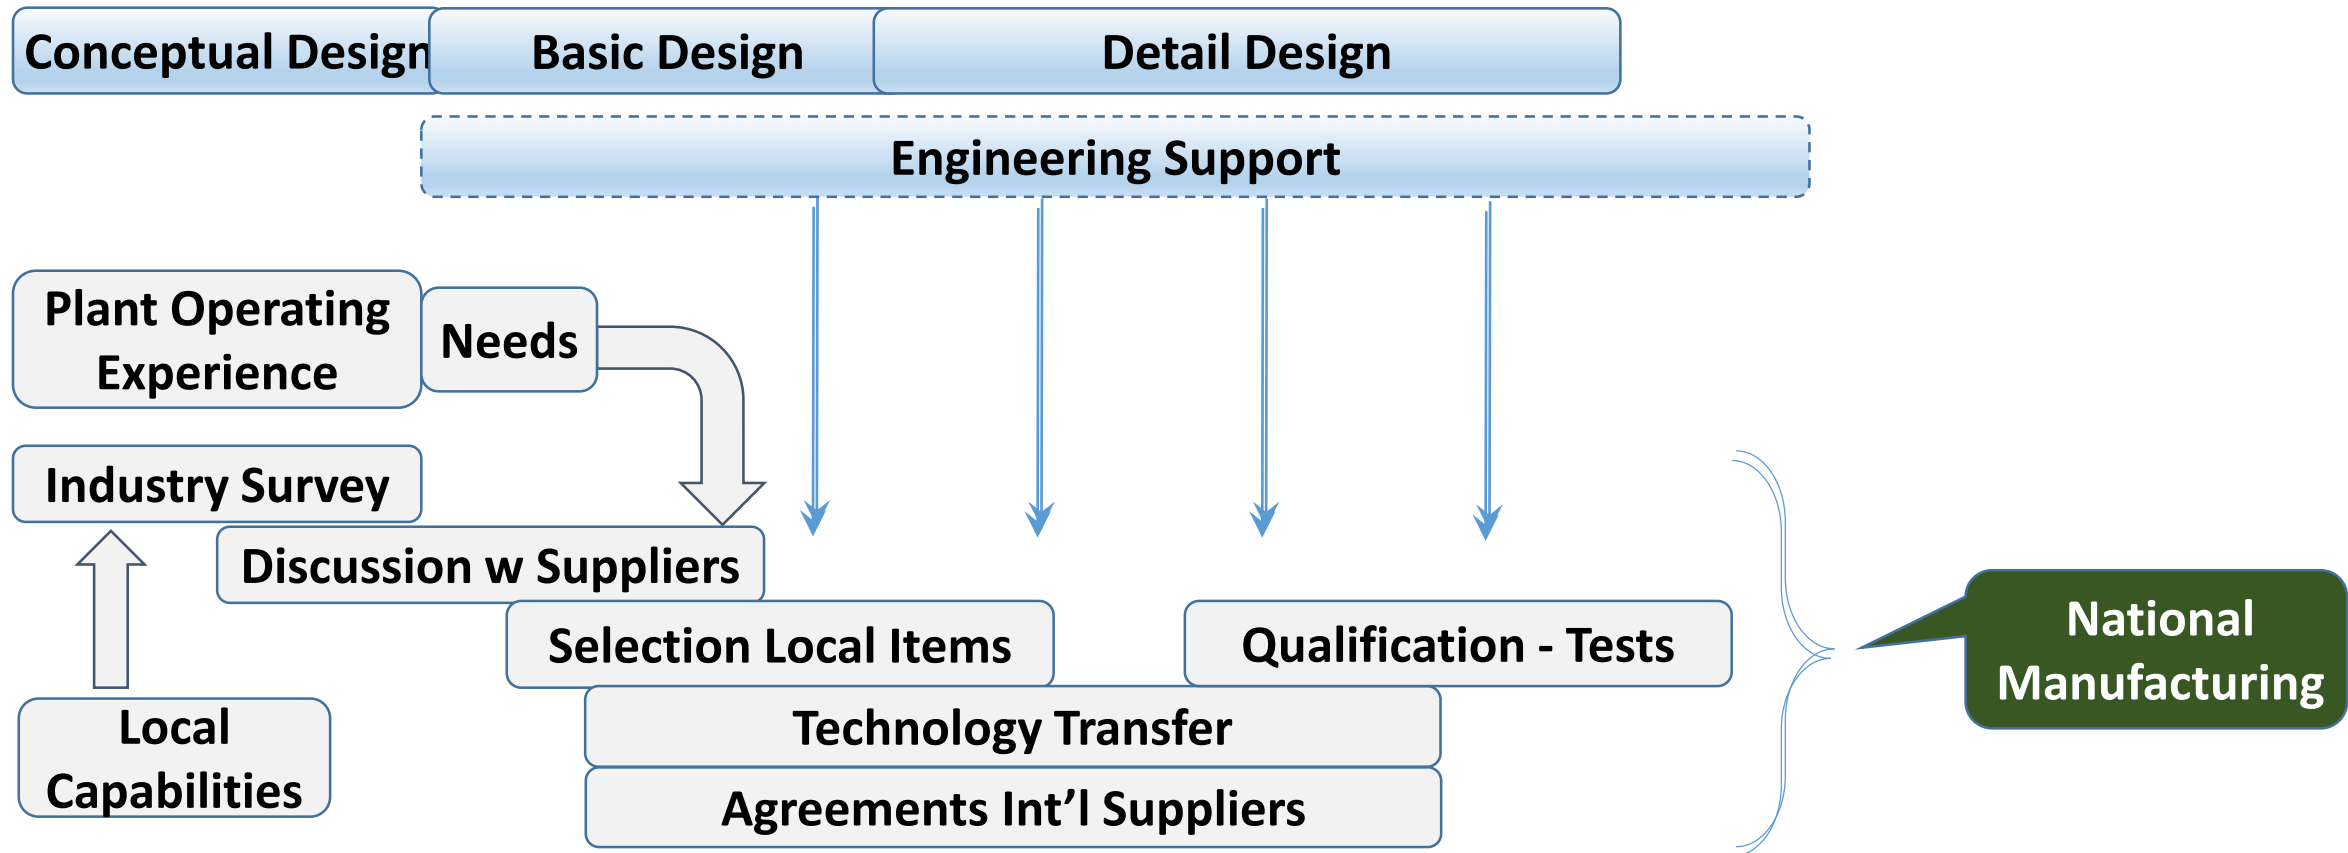 Conceptual Design
Basic Design
Detail Design
Engineering Support
Plant Operating
Experience
Needs
Industry Survey
Discussion w Suppliers
Selection Local Items
Qualification - Tests
National
Manufacturing
Local
Capabilities
Technology Transfer
Agreements Int’l Suppliers